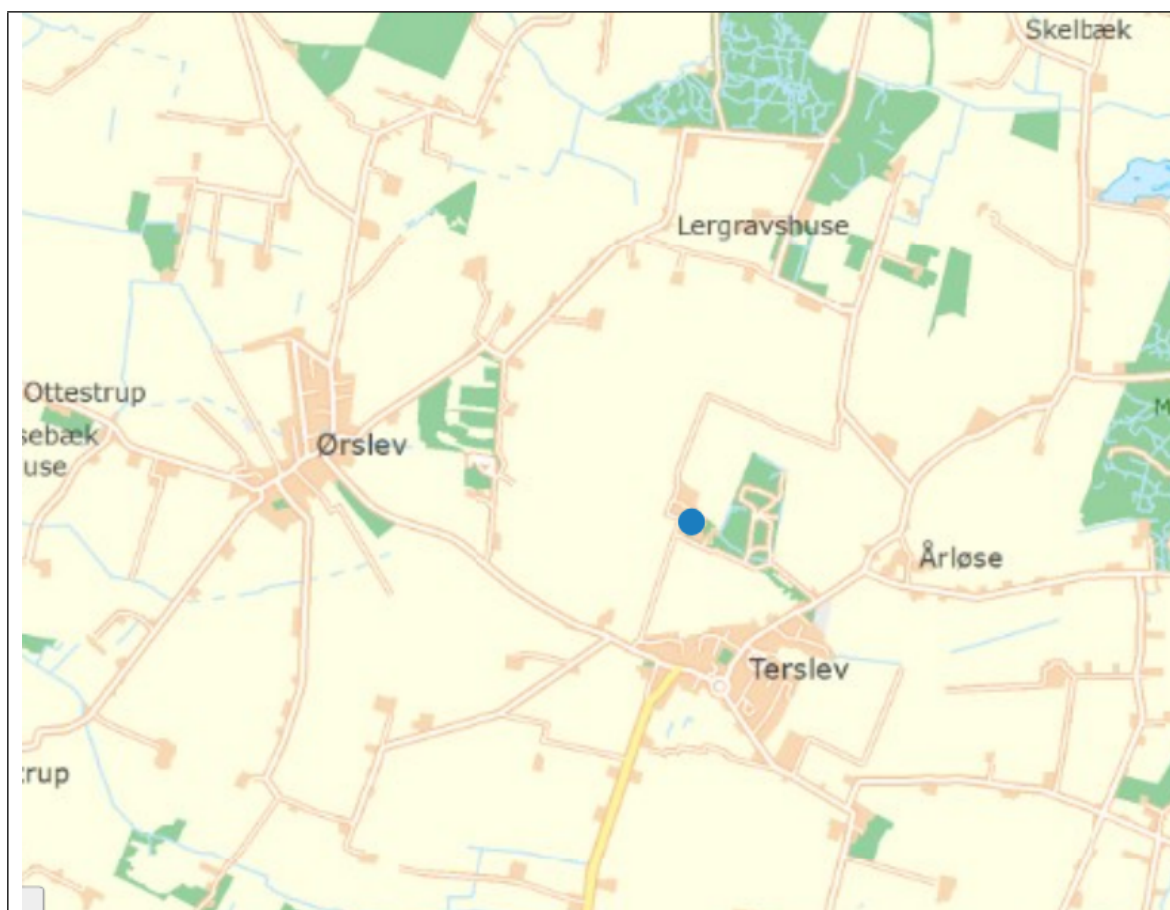 Skelbæk
Lergravshuse
Ottestrup
sebæk
use
Ørslev
M
Årløse
Terslev
trup